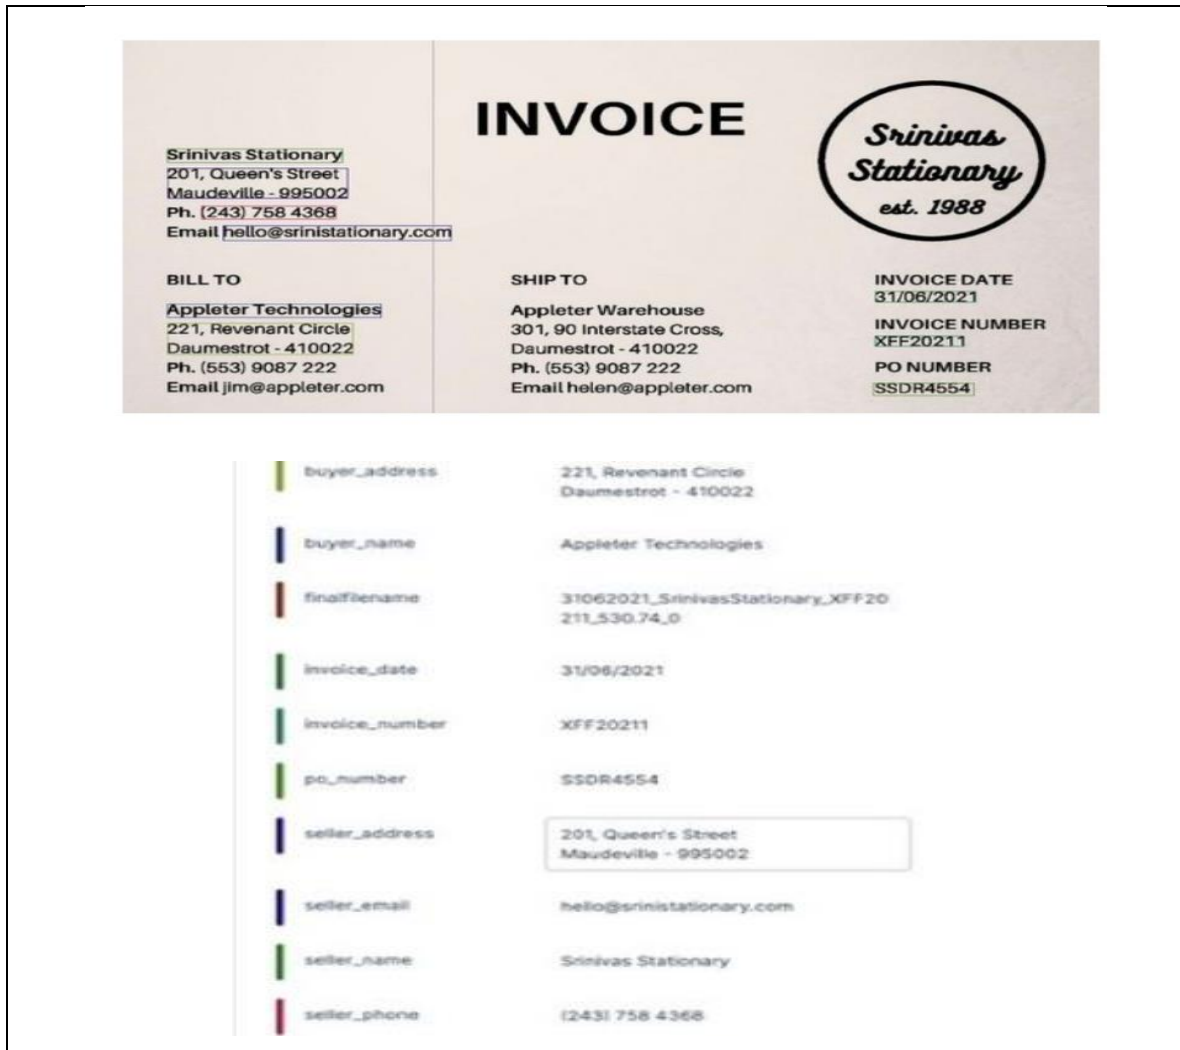 INVOICE
Srinivas
Stationary
est. 1988
Srinivas Stationary
201, Queen's Street
Maudeville - 995002
Ph. (243) 758 4368
Email hello@srinistationary.com
BILL TO
Appleter Technologies
221, Revenant Circle
Daumestrot - 410022
Ph. (553) 9087 222
Email jim@appleter.com
SHIP TO
Appleter Warehouse
301, 90 Interstate Cross,
Daumestrot - 410022
Ph. (553) 9087 222
Email helen@appleter.com
INVOICE DATE
31/06/2021
INVOICE NUMBER
XFF20211
PO NUMBER
SSDR4554
buyer_address 221, Revenant Circle
Daumestrot - 410022
buyer_name Appleter Technologies
finalfilename 31062021_SrinivasStationary_XFF20
211_530.74_0
invoice_date 31/06/2021
invoice_number XFF20211
po_number SSDR4554
seller_address 201, Queen's Street
Maudeville - 995002
seller_email hello@srinistationary.com
seller_name Srinivas Stationary
seller_phone (243) 758 4368